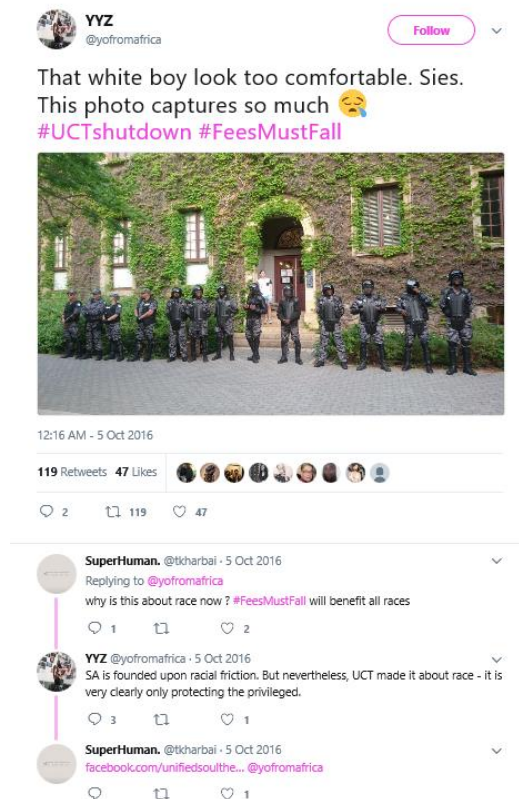 YYZ
@yofromafrica
Follow
That white boy look too comfortable. Sies.
This photo captures so much 😪
#UCTshutdown #FeesMustFall
12:16 AM - 5 Oct 2016
119 Retweets 47 Likes
2 119 47
SuperHuman. @tkharbai · 5 Oct 2016
Replying to @yofromafrica
why is this about race now ? #FeesMustFall will benefit all races
1 2
YYZ @yofromafrica · 5 Oct 2016
SA is founded upon racial friction. But nevertheless, UCT made it about race - it is
very clearly only protecting the privileged.
3 1
SuperHuman. @tkharbai · 5 Oct 2016
facebook.com/unifiedsoulthe... @yofromafrica
1